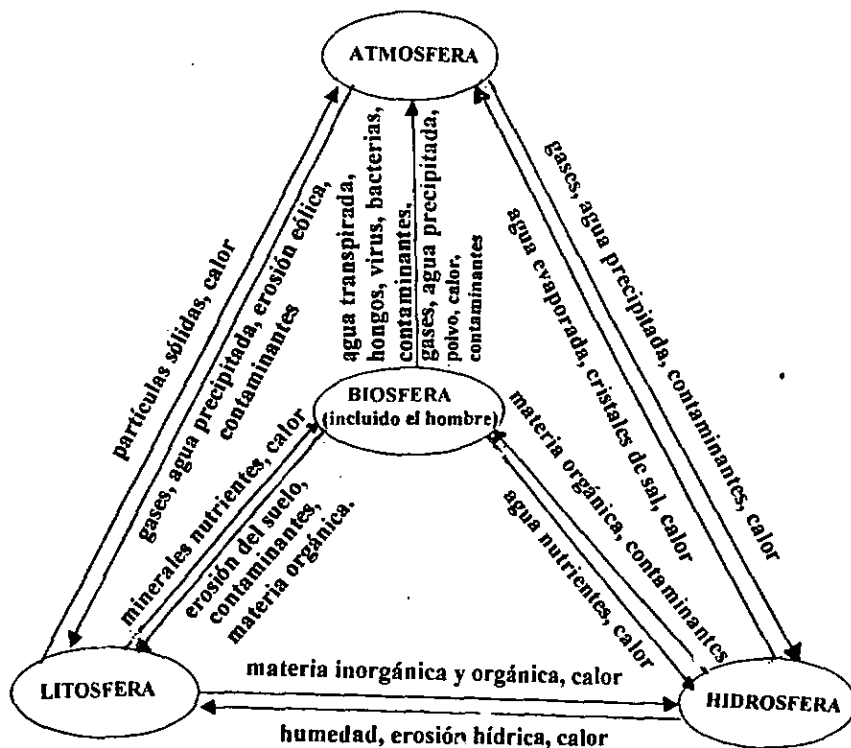 ATMOSFERA
partículas sólidas, calor
gases, agua precipitada, erosión eólica,
contaminantes
agua transpirada,
hongos, virus, bacterias,
contaminantes.
gases, agua precipitada,
polvo, calor,
contaminantes
gases, agua precipitada, contaminantes, calor
agua evaporada, cristales de sal, calor
BIOSFERA
(incluido el hombre)
minerales nutrientes, calor
erosión del suelo,
contaminantes,
materia orgánica.
materia orgánica, contaminantes
agua nutrientes, calor
LITOSFERA
materia inorgánica y orgánica, calor
HIDROSFERA
humedad, erosión hídrica, calor